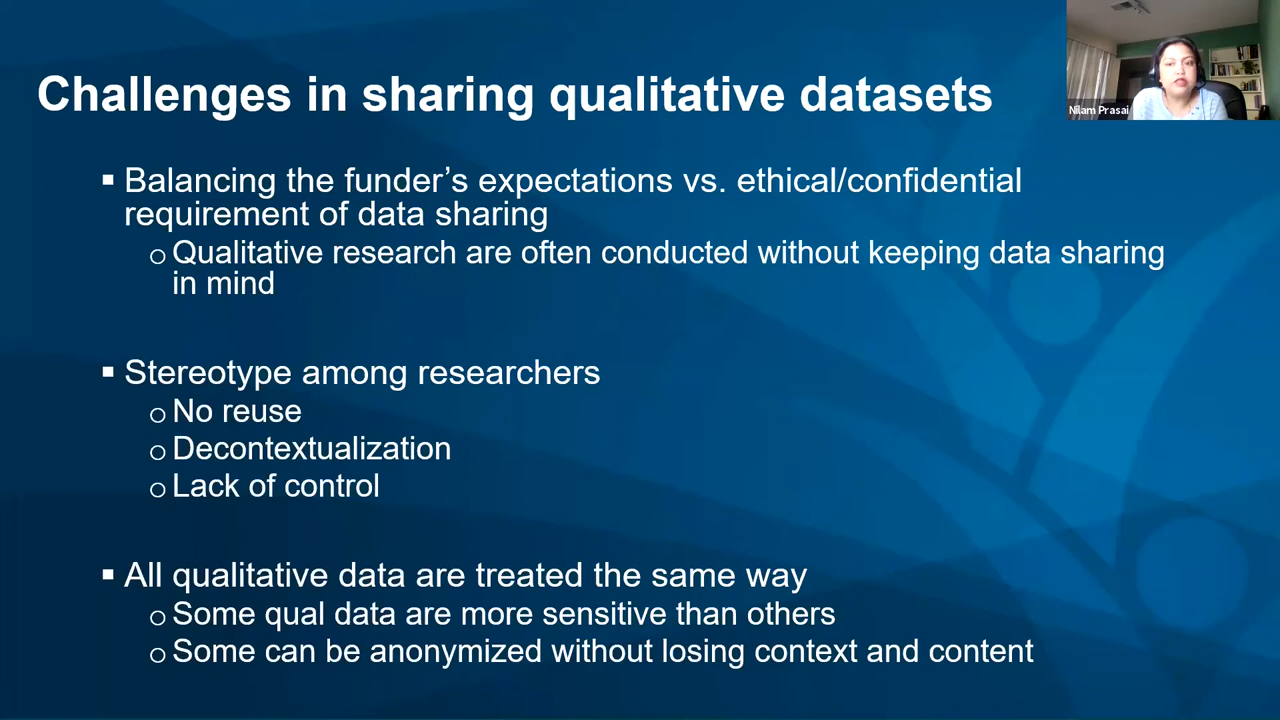 Challenges in sharing qualitative datasets
Nilam Prasai
▪ Balancing the funder’s expectations vs. ethical/confidential
requirement of data sharing
o Qualitative research are often conducted without keeping data sharing
in mind
▪ Stereotype among researchers
o No reuse
o Decontextualization
o Lack of control
▪ All qualitative data are treated the same way
o Some qual data are more sensitive than others
o Some can be anonymized without losing context and content